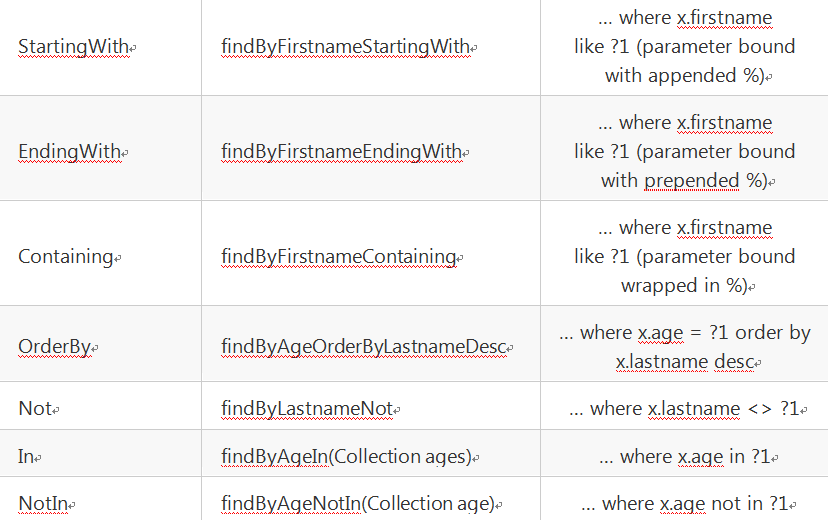 ... where x.firstname
StartingWith findByFirstnameStartingWith like ?1 (parameter bound
with appended %)
... where x.firstname
EndingWith findByFirstnameEndingWith like ?1 (parameter bound
with prepended %)
... where x.firstname
Containing findByFirstnameContaining like ?1 (parameter bound
wrapped in %)
OrderBy findByAgeOrderByLastnameDesc ... where x.age = ?1 order by
x.lastname desc
Not findByLastnameNot ... where x.lastname <> ?1
In findByAgeIn(Collection ages) ... where x.age in ?1
NotIn findByAgeNotIn(Collection age) ... where x.age not in ?1